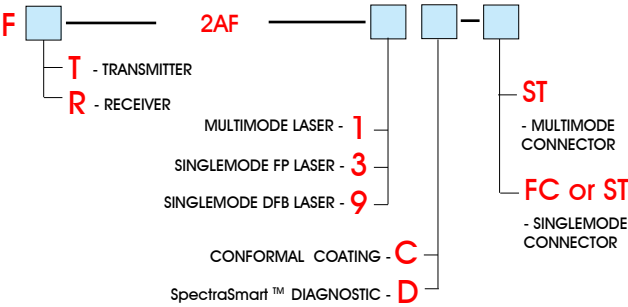 F 2AF
T - TRANSMITTER
R - RECEIVER
MULTIMODE LASER - 1
SINGLEMODE FP LASER - 3
SINGLEMODE DFB LASER - 9
CONFORMAL COATING - C
SpectraSmart ™ DIAGNOSTIC - D
ST
- MULTIMODE
CONNECTOR
FC or ST
- SINGLEMODE
CONNECTOR